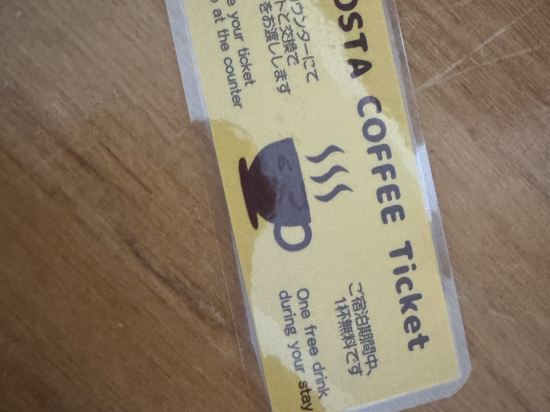 OSTA COFFEE Ticket
ウンターにて
トと交換で
をお渡しします
e your ticket
at the counter
ご宿泊期間中、
1杯無料です
One free drink
during your stay